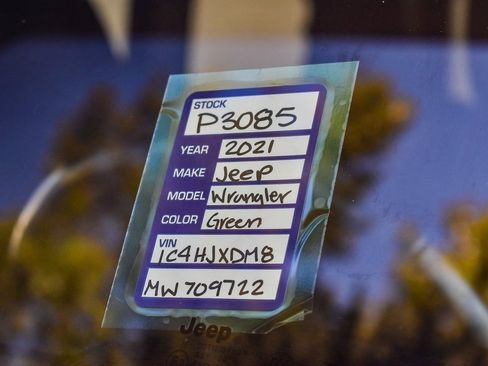 STOCK
P3085
YEAR 2021
MAKE Jeep
MODEL Wrangler
COLOR Green
VIN
1C4HJXDM8
MW709722
Jeep